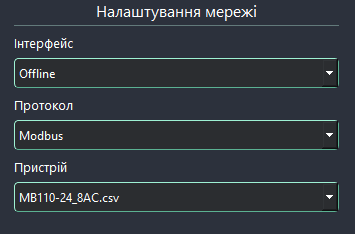 Налаштування мережі
Інтерфейс
Offline
Протокол
Modbus
Пристрій
MB110-24_8AC.csv